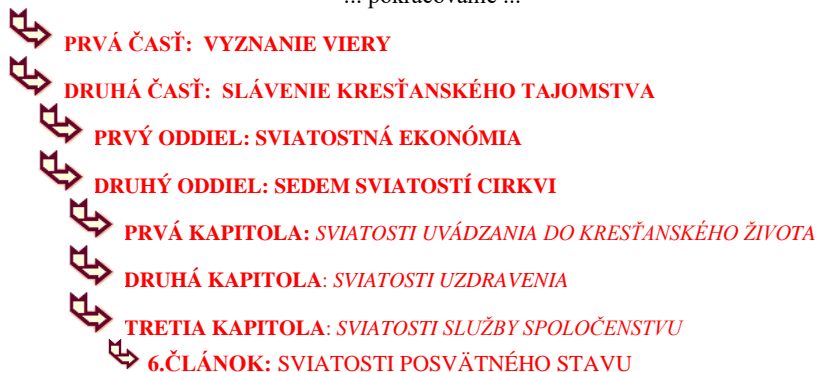 ... pokračovanie ...
PRVÁ ČASŤ: VYZNANIE VIERY
DRUHÁ ČASŤ: SLÁVENIE KRESŤANSKÉHO TAJOMSTVA
PRVÝ ODDIEL: SVIATOSTNÁ EKONÓMIA
DRUHÝ ODDIEL: SEDEM SVIATOSTÍ CIRKVI
PRVÁ KAPITOLA: SVIATOSTI UVÁDZANIA DO KRESŤANSKÉHO ŽIVOTA
DRUHÁ KAPITOLA: SVIATOSTI UZDRAVENIA
TRETIA KAPITOLA: SVIATOSTI SLUŽBY SPOLOČENSTVU
6.ČLÁNOK: SVIATOSTI POSVÄTNÉHO STAVU